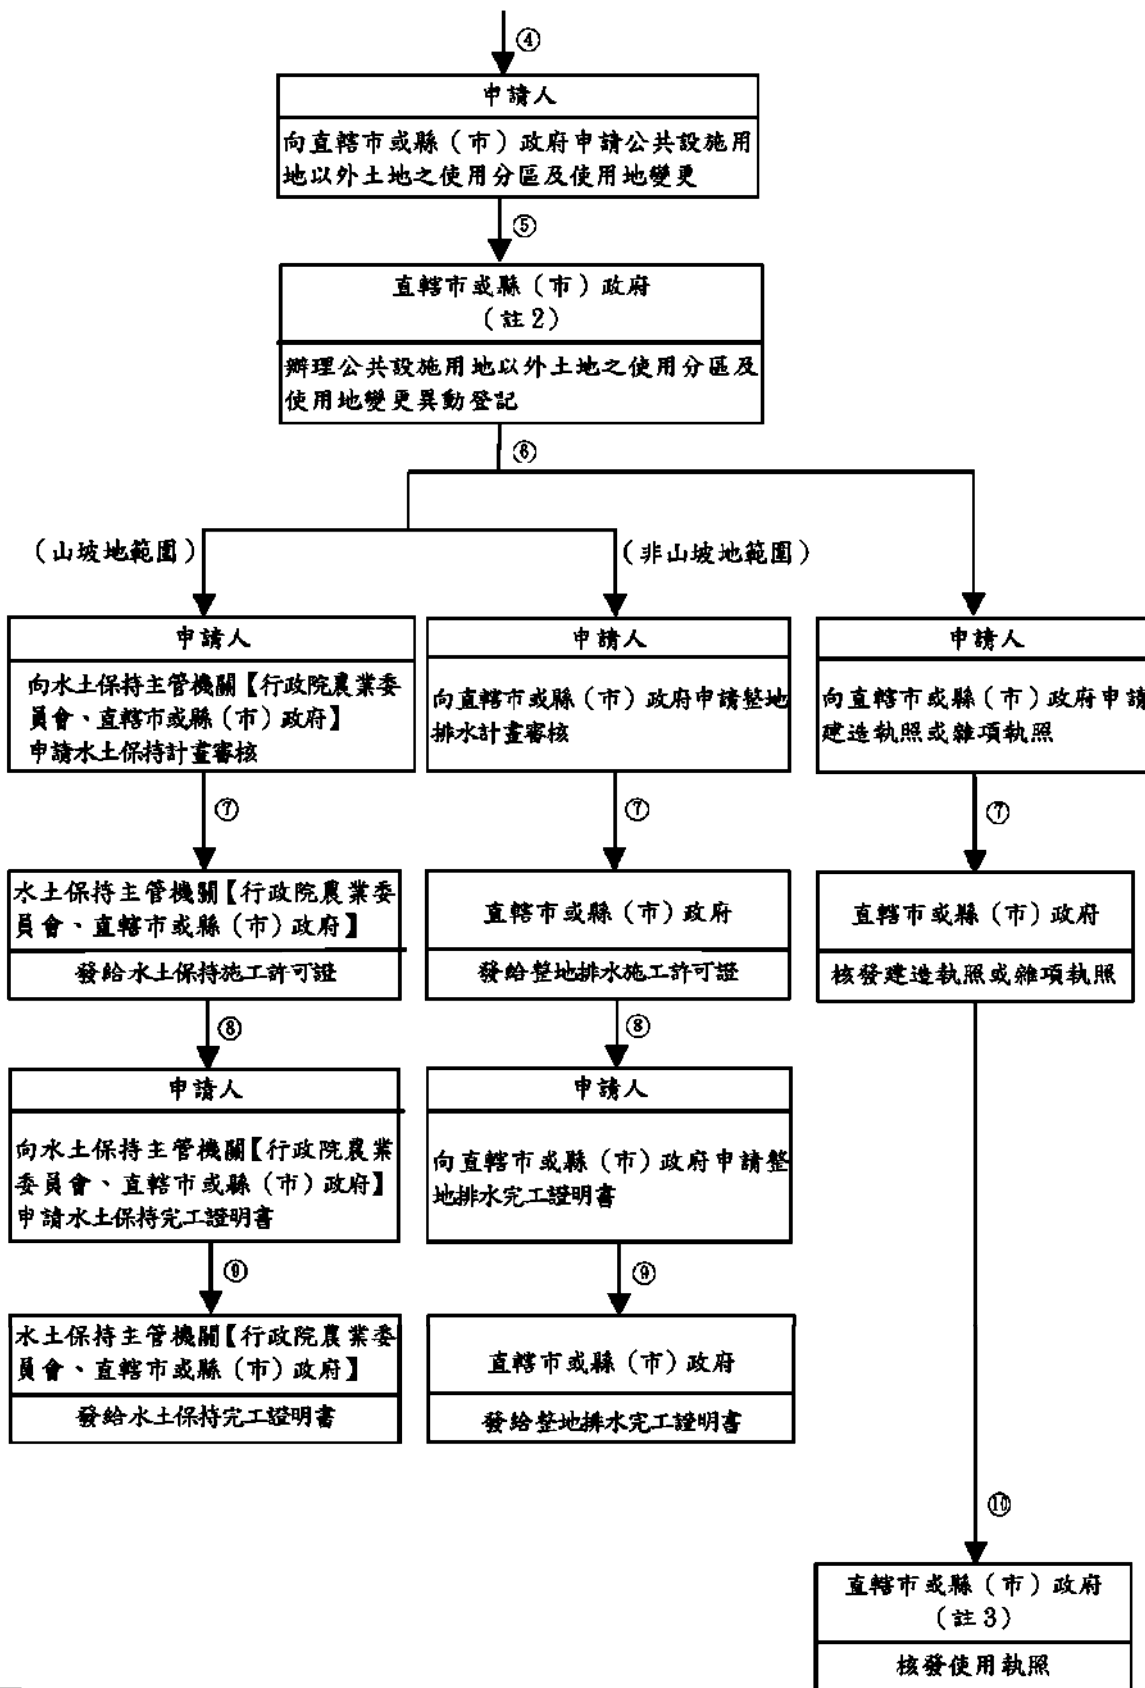 ④
申請人
向直轄市或縣（市）政府申請公共設施用
地以外土地之使用分區及使用地變更
⑤
直轄市或縣（市）政府
（註2）
辦理公共設施用地以外土地之使用分區及
使用地變更異動登記
⑥
（山坡地範圍）
（非山坡地範圍）
申請人
向水土保持主管機關【行政院農業委
員會、直轄市或縣（市）政府】
申請水土保持計畫審核
申請人
向直轄市或縣（市）政府申請整地
排水計畫審核
申請人
向直轄市或縣（市）政府申請
建造執照或雜項執照
⑦
⑦
⑦
水土保持主管機關【行政院農業委
員會、直轄市或縣（市）政府】
發給水土保持施工許可證
直轄市或縣（市）政府
發給整地排水施工許可證
直轄市或縣（市）政府
核發建造執照或雜項執照
⑧
⑧
申請人
向水土保持主管機關【行政院農業
委員會、直轄市或縣（市）政府】
申請水土保持完工證明書
申請人
向直轄市或縣（市）政府申請整
地排水完工證明書
⑨
⑨
水土保持主管機關【行政院農業委
員會、直轄市或縣（市）政府】
發給水土保持完工證明書
直轄市或縣（市）政府
發給整地排水完工證明書
⑩
直轄市或縣（市）政府
（註3）
核發使用執照